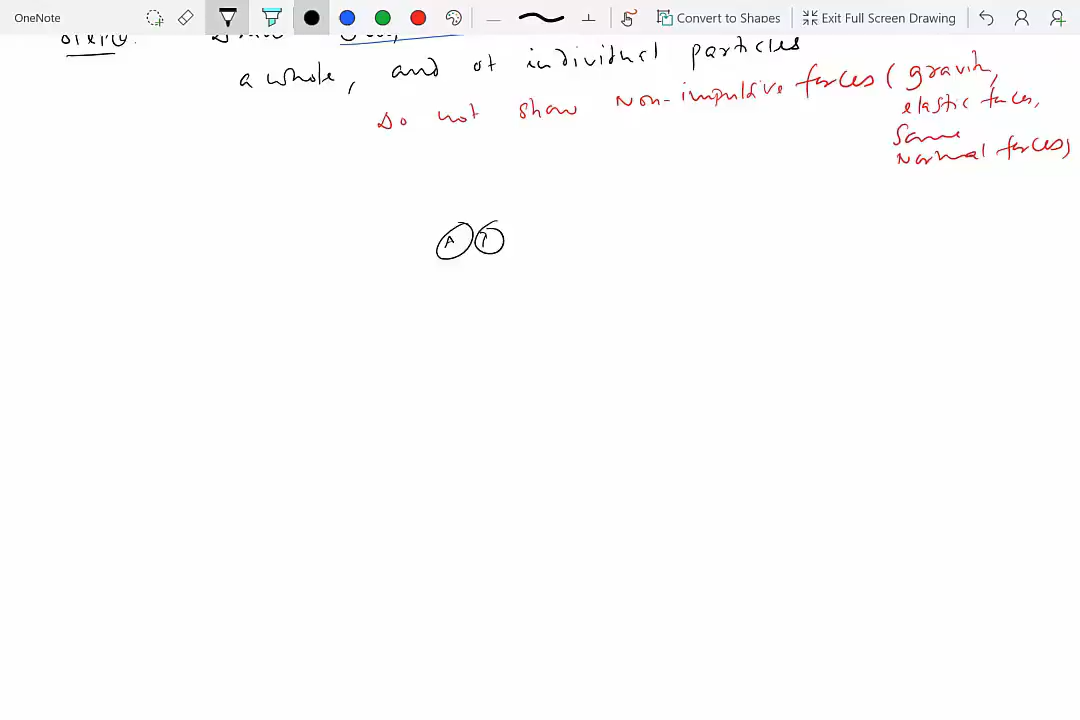 OneNote
Convert to Shapes
Exit Full Screen Drawing
a whole, and of individual particles
Do not show Non-impulsive forces (gravity,
elastic forces,
Some
Normal forces)
A